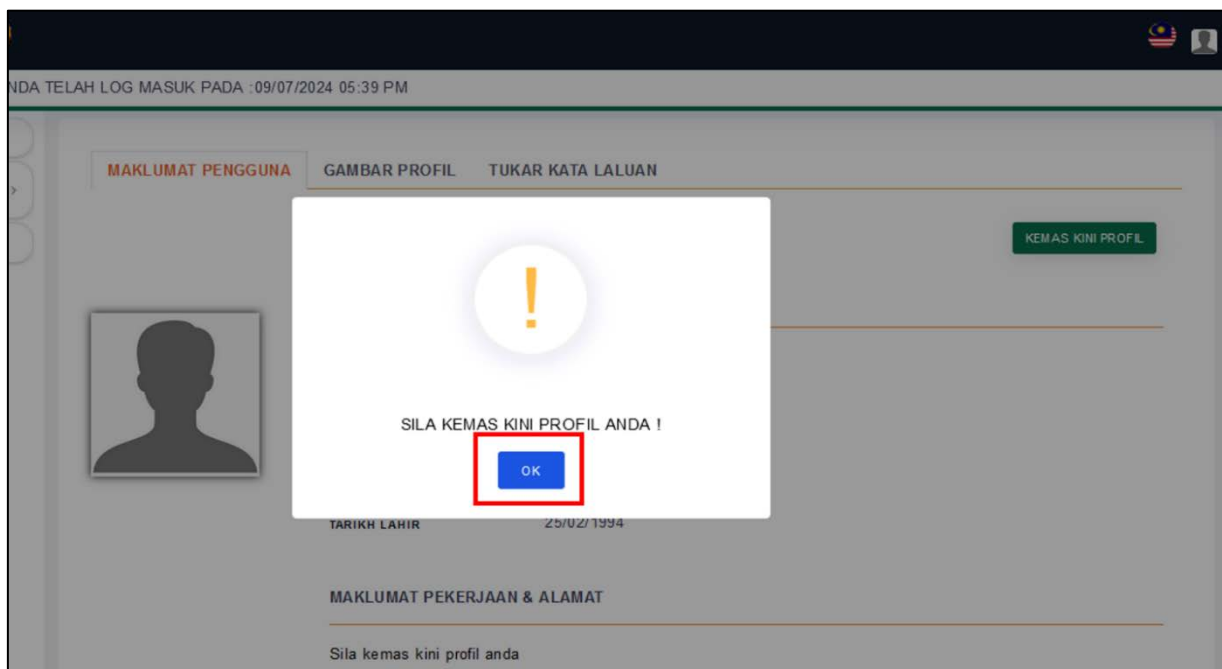 NDA TELAH LOG MASUK PADA :09/07/2024 05:39 PM
MAKLUMAT PENGGUNA GAMBAR PROFIL TUKAR KATA LALUAN
KEMAS KINI PROFIL
!
SILA KEMAS KINI PROFIL ANDA !
OK
TARIKH LAHIR 25/02/1994
MAKLUMAT PEKERJAAN & ALAMAT
Sila kemas kini profil anda